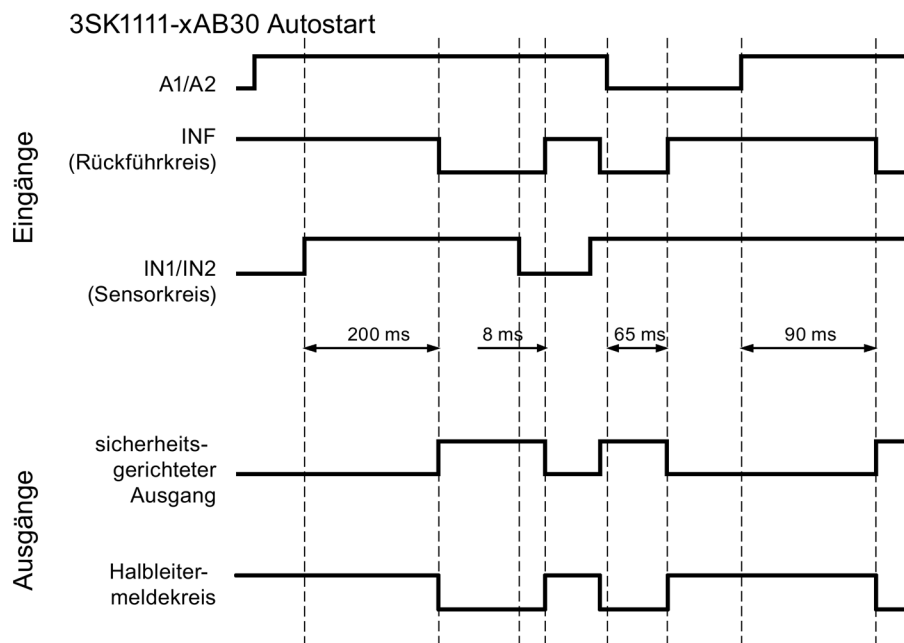 3SK1111-xAB30 Autostart
Eingänge
A1/A2
INF
(Rückführkreis)
IN1/IN2
(Sensorkreis)
200 ms
8 ms
65 ms
90 ms
Ausgänge
sicherheits-
gerichteter
Ausgang
Halbleiter-
meldekreis